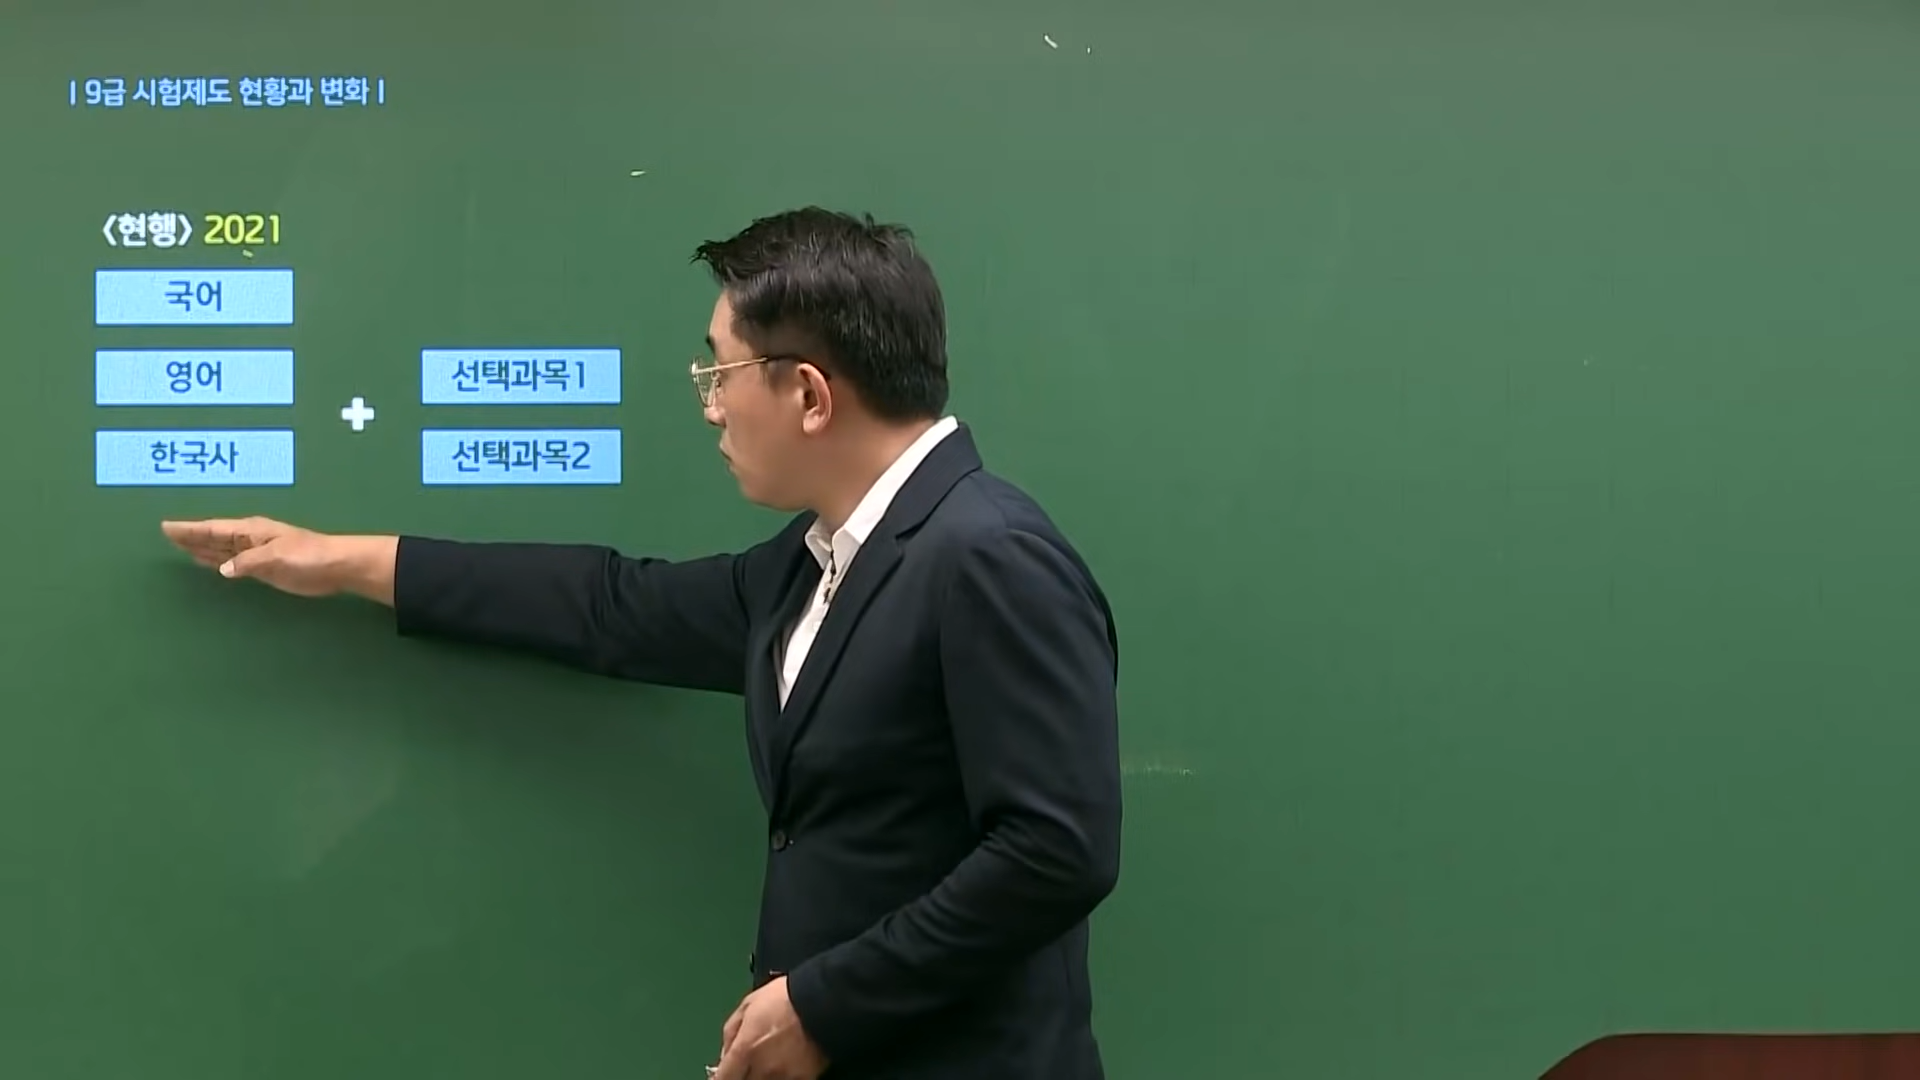 | 9급 시험제도 현황과 변화 |
<현행> 2021
국어
영어
한국사
+
선택과목1
선택과목2